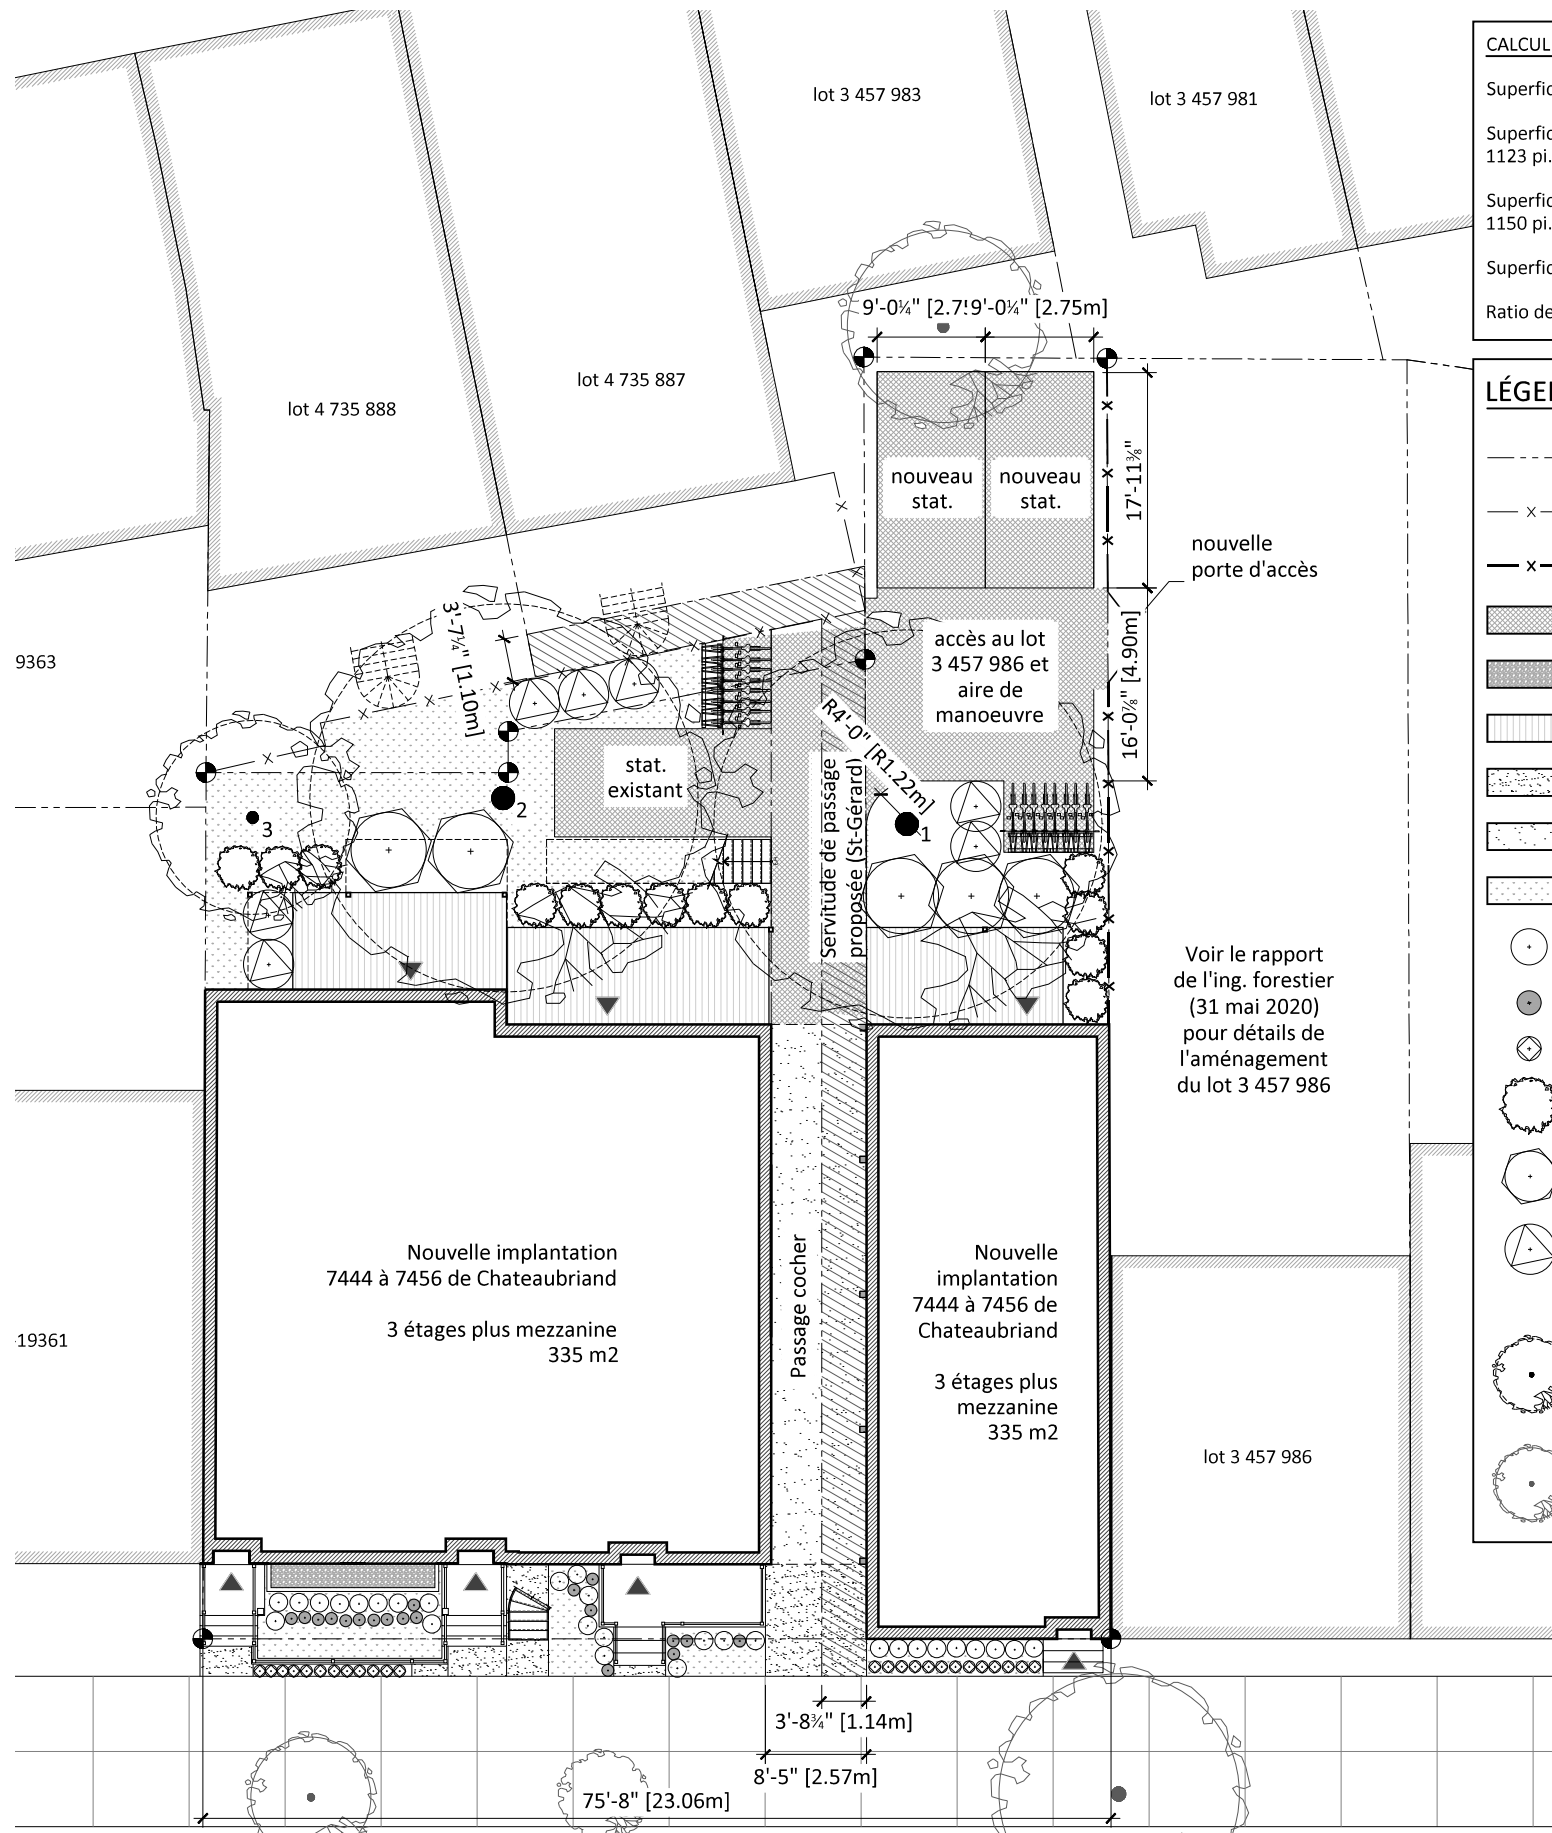 CALCUL
lot 3 457 983
lot 3 457 981
1123 pi.
1150 pi.
Ratio de
9'-0¼" [2.7
9'-0¼" [2.75m]
lot 4 735 887
lot 4 735 888
nouveau
stat.
nouveau
stat.
17'-11⅜"
nouvelle
porte d'accès
9363
3'-7¼" [1.10m]
accès au lot
3 457 986 et
aire de
manoeuvre
16'-0⅞" [4.90m]
R4'-0" [R1.22m]
stat.
existant
Servitude de passage
proposée (St-Gérard)
1
2
3
Voir le rapport
de l'ing. forestier
(31 mai 2020)
pour détails de
l'aménagement
du lot 3 457 986
Nouvelle implantation
7444 à 7456 de Chateaubriand
3 étages plus mezzanine
335 m2
Passage cocher
Nouvelle
implantation
7444 à 7456 de
Chateaubriand
3 étages plus
mezzanine
335 m2
19361
lot 3 457 986
3'-8¾" [1.14m]
8'-5" [2.57m]
75'-8" [23.06m]